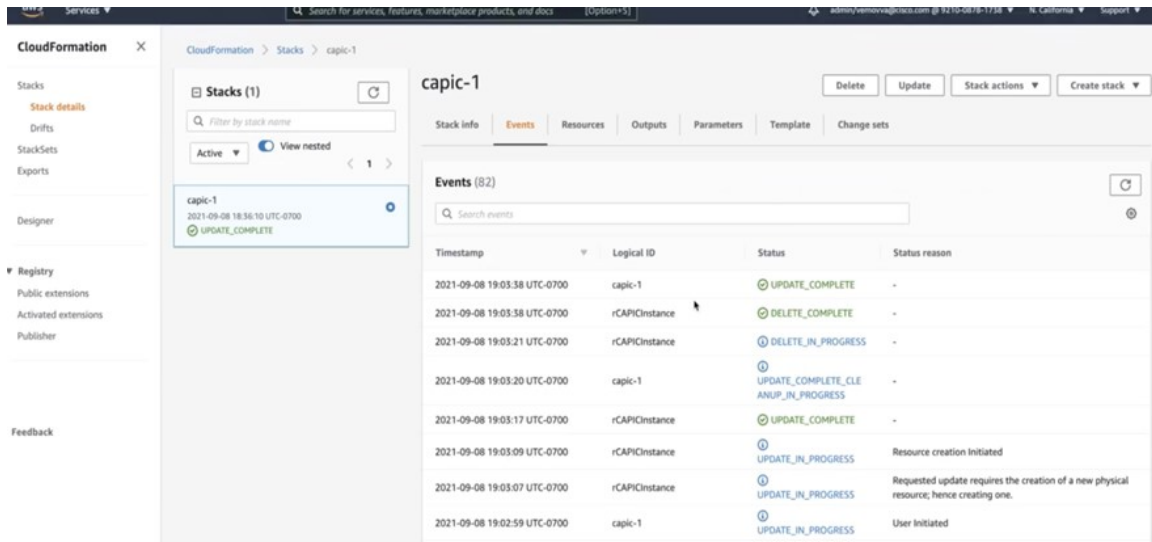 aws Services ▼ Search for services, features, marketplace products, and docs [Option+S] admin/vemovva@cisco.com @ 9210-0878-1738 ▼ N. California ▼ Support ▼
CloudFormation
Stacks
Stack details
Drifts
StackSets
Exports
Designer
Registry
Public extensions
Activated extensions
Publisher
Feedback
CloudFormation > Stacks > capic-1
Stacks (1)
Filter by stack name
Active ▼ View nested
< 1 >
capic-1
2021-09-08 18:36:10 UTC-0700
UPDATE_COMPLETE
capic-1
Delete Update Stack actions ▼ Create stack ▼
Stack info Events Resources Outputs Parameters Template Change sets
Events (82)
Search events
Timestamp Logical ID Status Status reason
2021-09-08 19:03:38 UTC-0700 capic-1 UPDATE_COMPLETE -
2021-09-08 19:03:38 UTC-0700 rCAPICInstance DELETE_COMPLETE -
2021-09-08 19:03:21 UTC-0700 rCAPICInstance DELETE_IN_PROGRESS -
2021-09-08 19:03:20 UTC-0700 capic-1 UPDATE_COMPLETE_CLE
ANUP_IN_PROGRESS -
2021-09-08 19:03:17 UTC-0700 rCAPICInstance UPDATE_COMPLETE -
2021-09-08 19:03:09 UTC-0700 rCAPICInstance UPDATE_IN_PROGRESS Resource creation Initiated
2021-09-08 19:03:07 UTC-0700 rCAPICInstance UPDATE_IN_PROGRESS Requested update requires the creation of a new physical
resource; hence creating one.
2021-09-08 19:02:59 UTC-0700 capic-1 UPDATE_IN_PROGRESS User Initiated